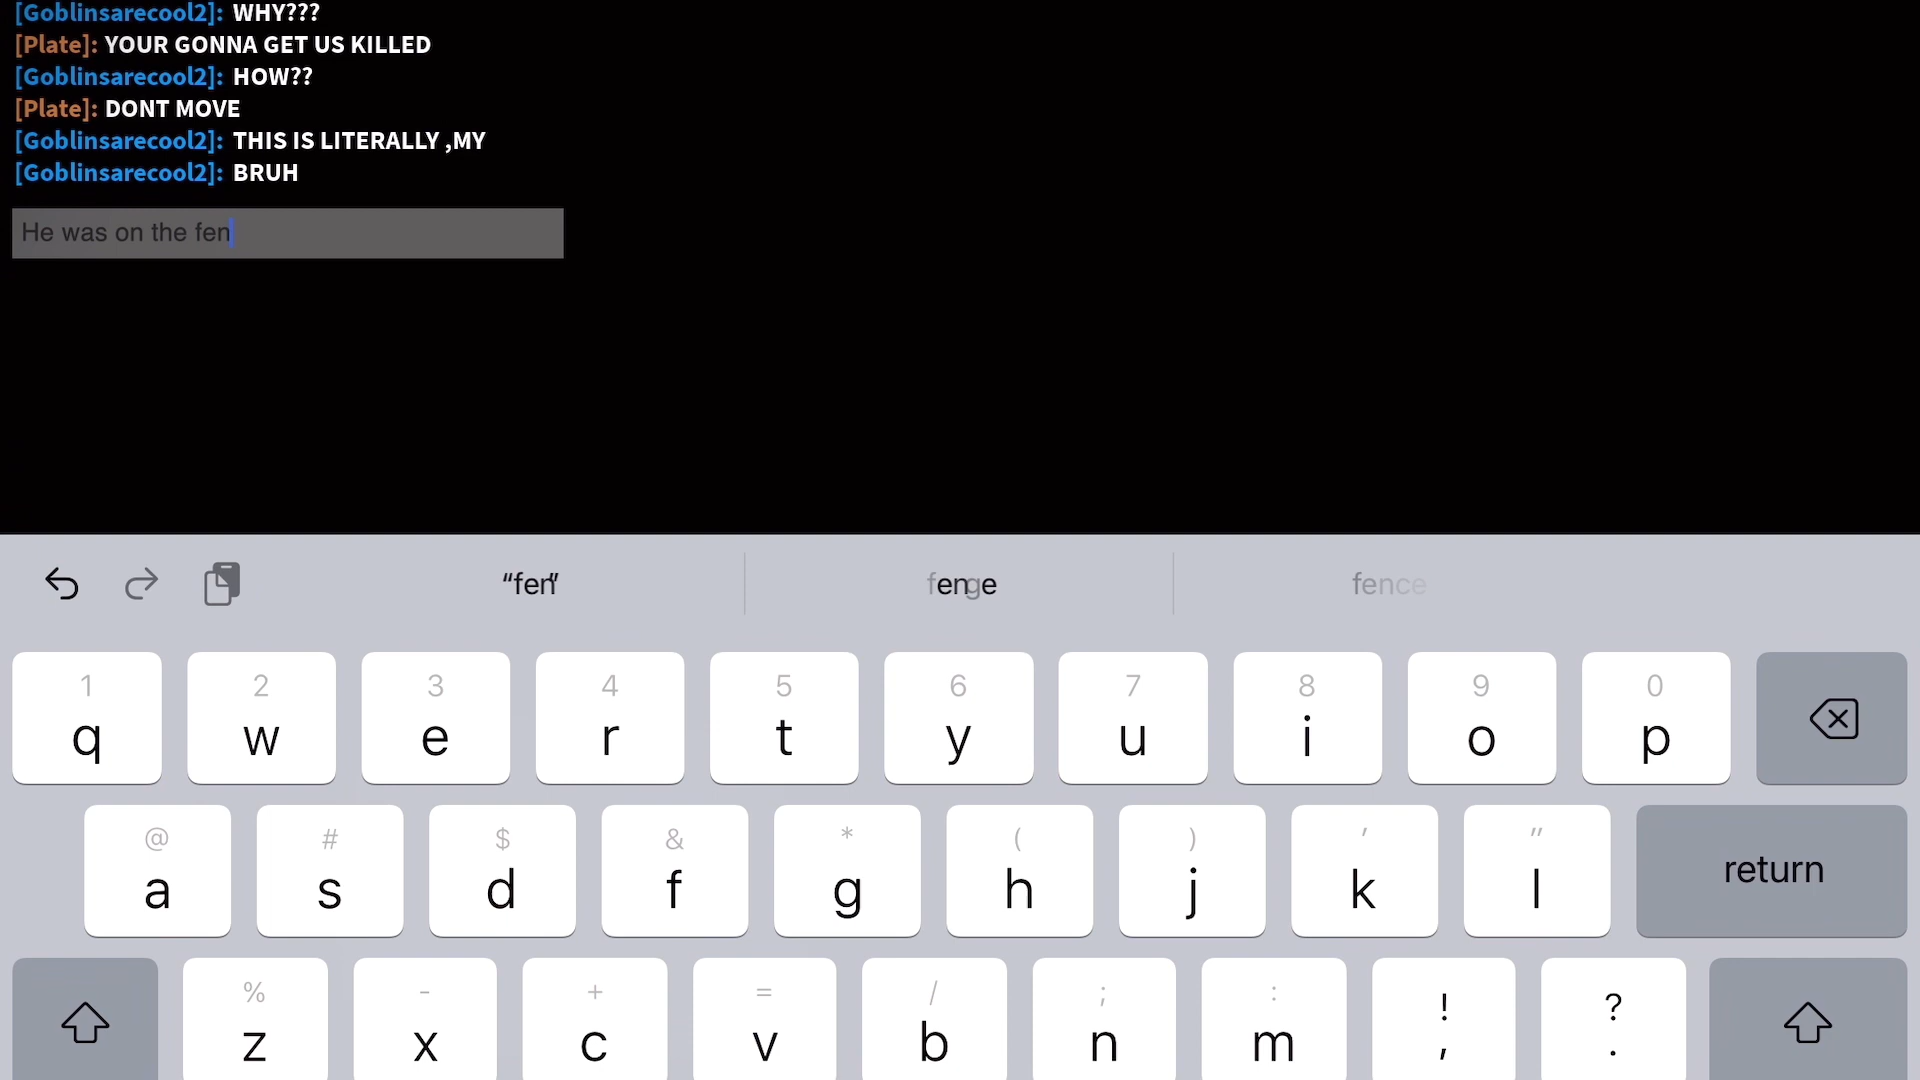 [Goblinsarecool2]: WHY???
[Plate]: YOUR GONNA GET US KILLED
[Goblinsarecool2]: HOW??
[Plate]: DONT MOVE
[Goblinsarecool2]: THIS IS LITERALLY ,MY
[Goblinsarecool2]: BRUH
He was on the fen
“fen” fence
1 2 3 4 5 6 7 8 9 0
q w e r t y u i o p
@ # $ & * ( ) ' "
a s d f g h j k l return
% - + = / ; : ! ?
z x c v b n m , .